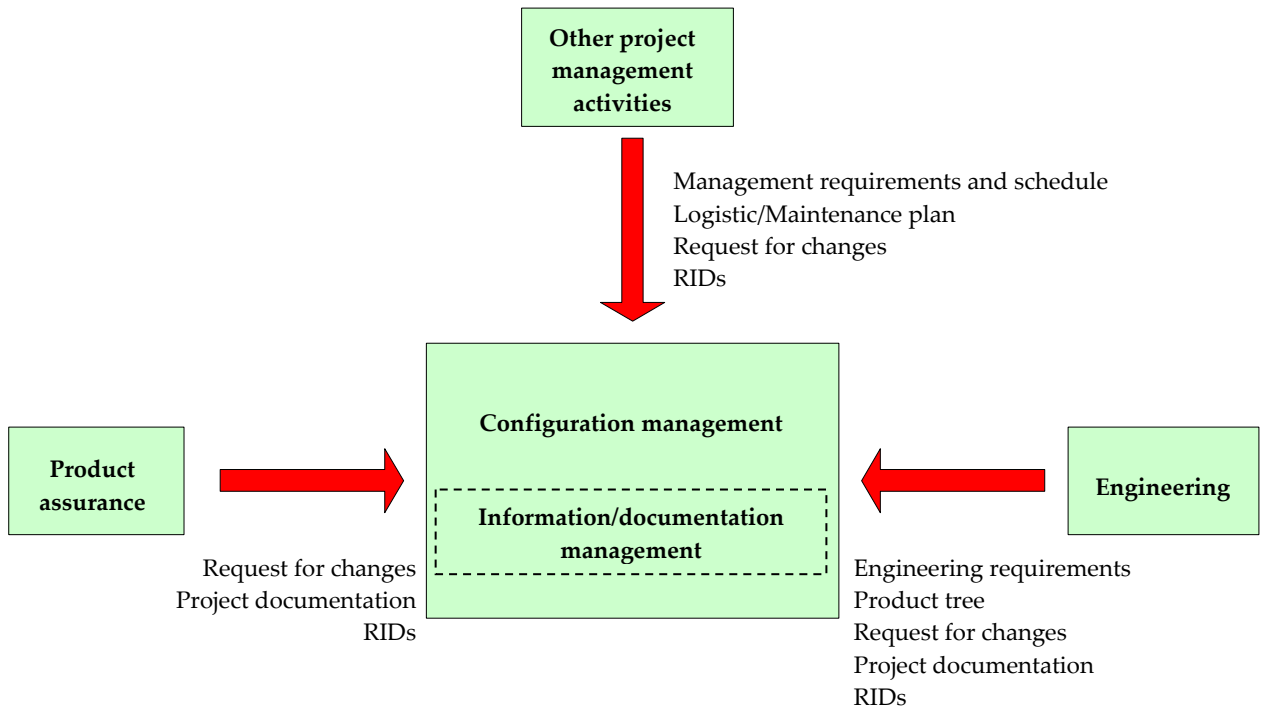 Other project
management
activities
Management requirements and schedule
Logistic/Maintenance plan
Request for changes
RIDs
Configuration management
Product
assurance
Engineering
Information/documentation
management
Request for changes
Project documentation
RIDs
Engineering requirements
Product tree
Request for changes
Project documentation
RIDs